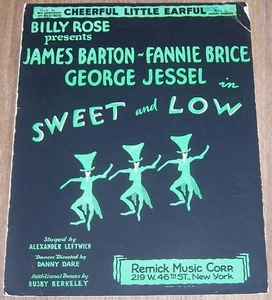 CHEERFUL LITTLE EARFUL
BILLY ROSE
presents
JAMES BARTON ~ FANNIE BRICE
GEORGE JESSEL in
SWEET and LOW
Staged by
ALEXANDER LEFTWICH
Dances Directed by
DANNY DARE
Additional Dances by
BUSBY BERKELEY
Remick Music Corp.
219 W. 46TH ST., New York